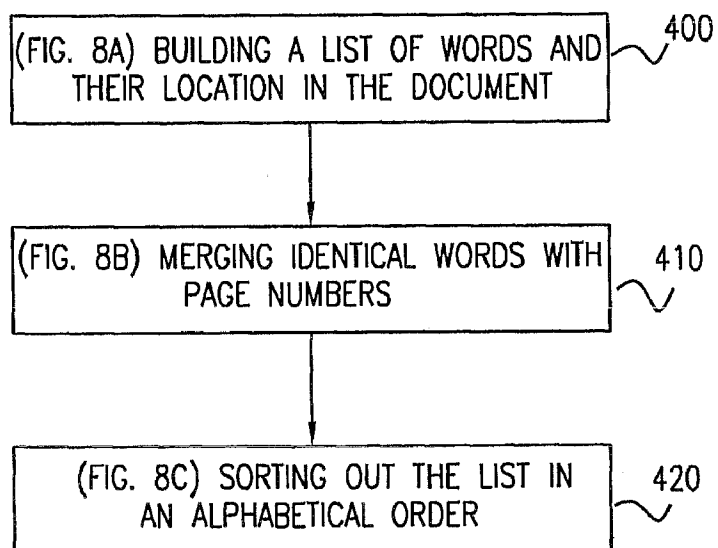 (FIG. 8A) BUILDING A LIST OF WORDS AND
THEIR LOCATION IN THE DOCUMENT
400
(FIG. 8B) MERGING IDENTICAL WORDS WITH
PAGE NUMBERS
410
(FIG. 8C) SORTING OUT THE LIST IN
AN ALPHABETICAL ORDER
420